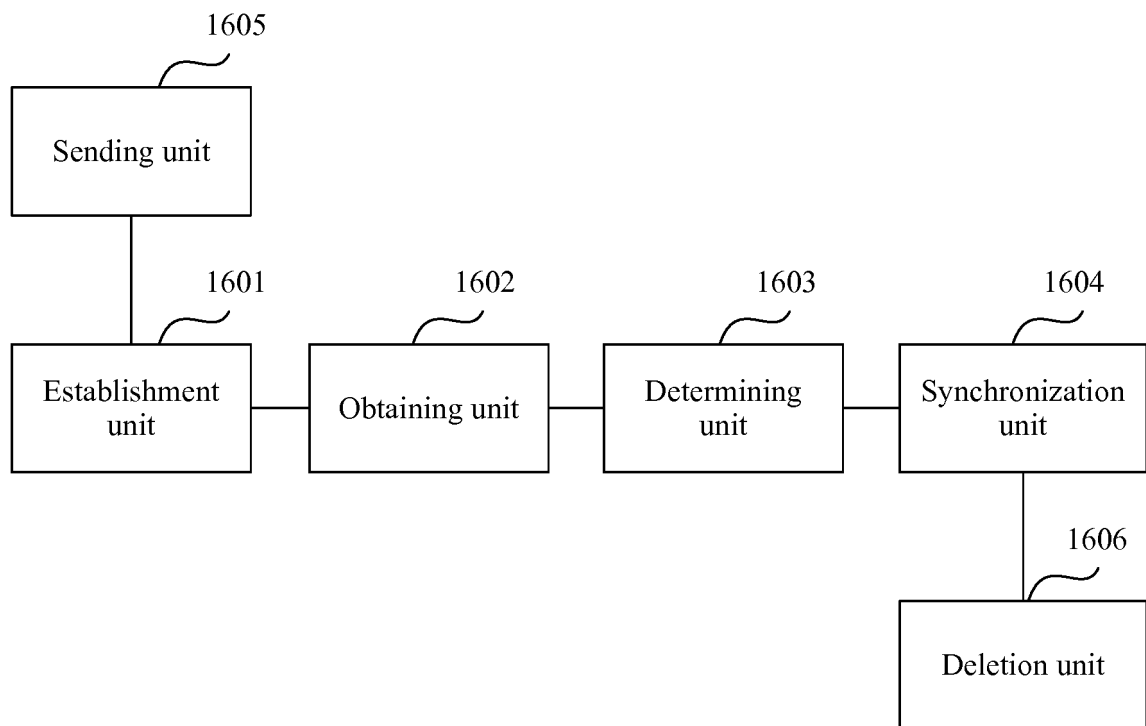 1605
Sending unit
1601
1602
1603
1604
Establishment
unit
Obtaining unit
Determining
unit
Synchronization
unit
1606
Deletion unit